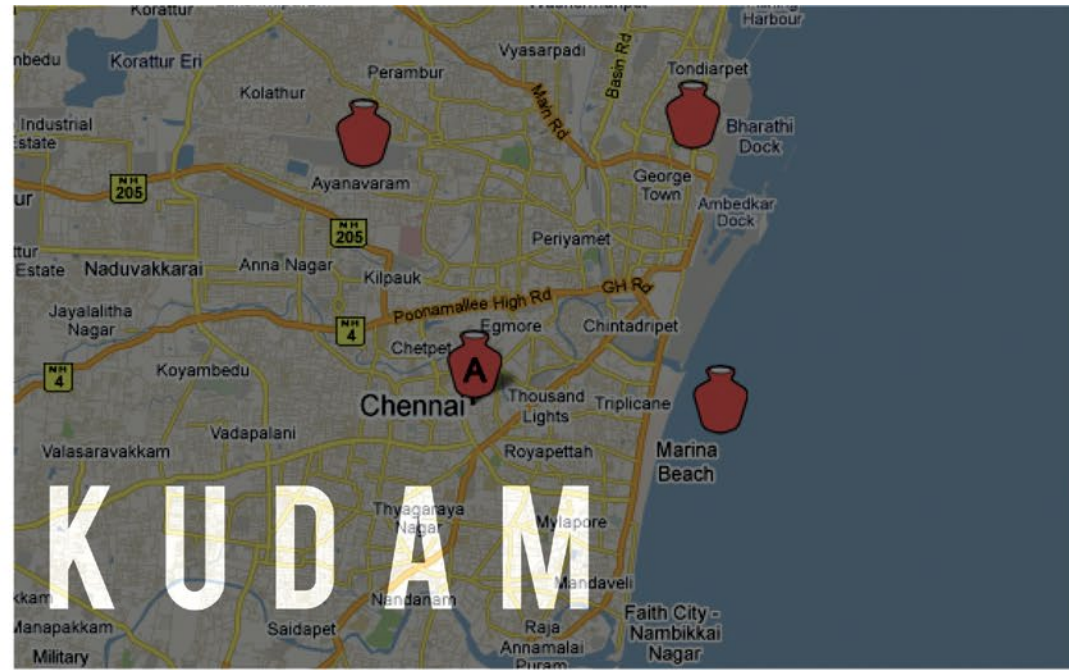 Korattur
Harbour
Korattur Eri
Vyasarpadi
Basin Rd
Tondiarpet
Perambur
Kolathur
Main Rd
Industrial
Bharathi
Dock
Ayanavaram
George
Town
NH
205
Ambedkar
Dock
NH
205
Periyamet
Estate
Naduvakkarai
Anna Nagar
Kilpauk
GH Rd
Poonamallee High Rd
Jayalalitha
Nagar
NH
4
Egmore
Chintadripet
Chetpet
NH
4
Koyambedu
A
Chennai
Thousand
Lights
Triplicane
Vadapalani
Valasaravakkam
Royapettah
Marina
Beach
KUDAM
Thyagaraya
Nagar
Mylapore
Mandaveli
Nandanam
Faith City -
Nambikkai
Nagar
Manapakkam
Saidapet
Raja
Annamalai
Puram
Military